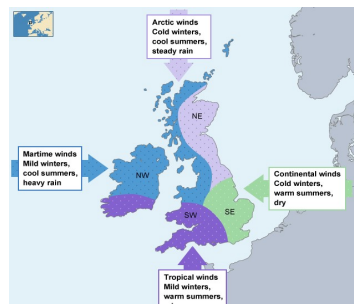 Arctic winds
Cold winters,
cool summers,
steady rain
NE
Martime winds
Mild winters,
cool summers,
heavy rain
NW
Continental winds
Cold winters,
warm summers,
dry
SW
SE
Tropical winds
Mild winters,
warm summers,